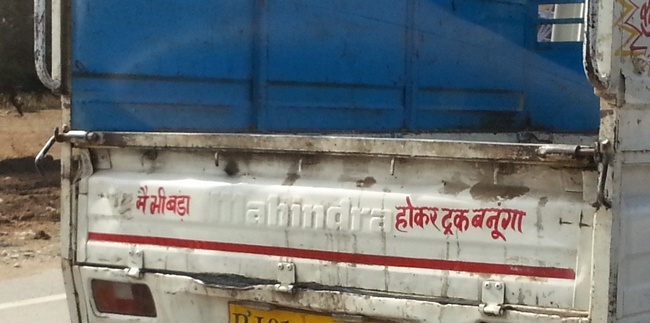 मै भी बडा Mahindra होकर ट्रक बनूगा